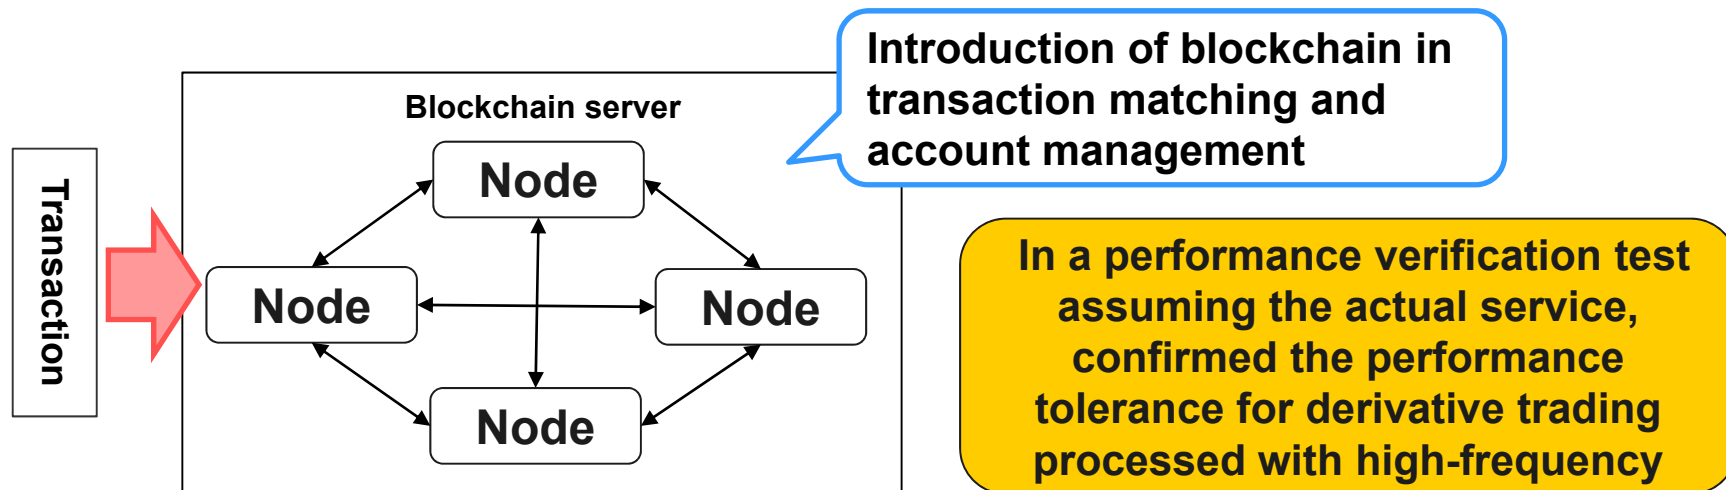 Introduction of blockchain in
transaction matching and
account management
Blockchain server
Transaction
Node
Node
Node
Node
In a performance verification test
assuming the actual service,
confirmed the performance
tolerance for derivative trading
processed with high-frequency